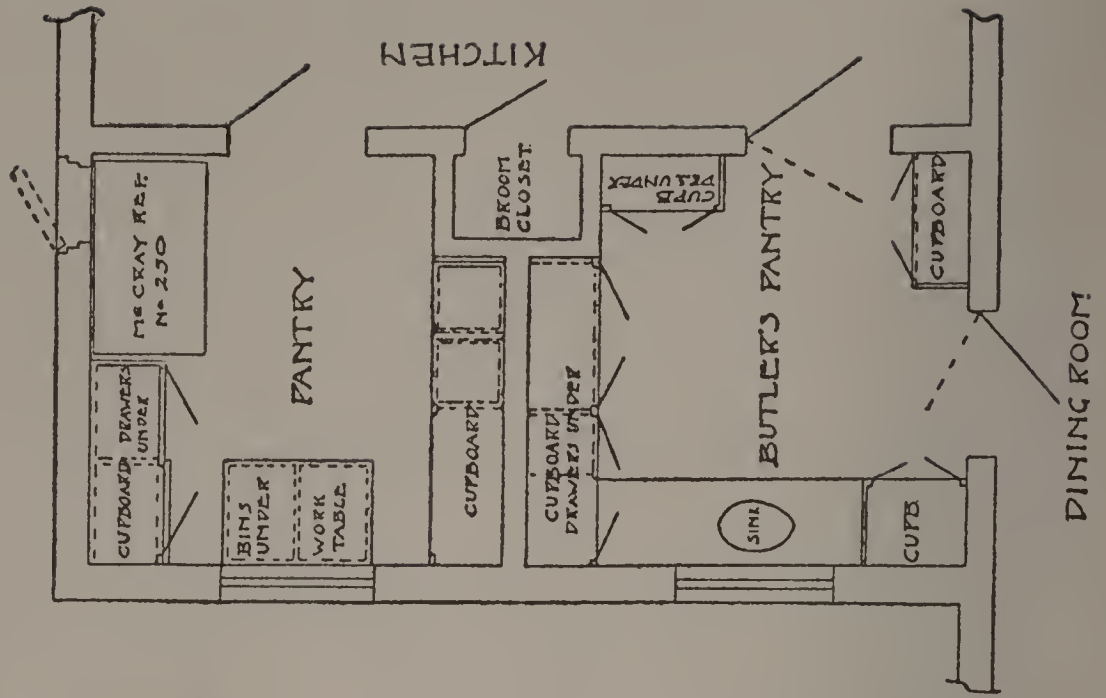 KITCHEN
McCRAY REF.
No 230
PANTRY
CUPBOARD DRAWERS
UNDER
BINS
UNDER
WORK
TABLE
CUPBOARD
BROOM
CLOSET.
CUPB
DRS UNDER
CUPBOARD
DRAWERS UNDER
BUTLER'S PANTRY
CUPBOARD
SINK
CUPB.
DINING ROOM